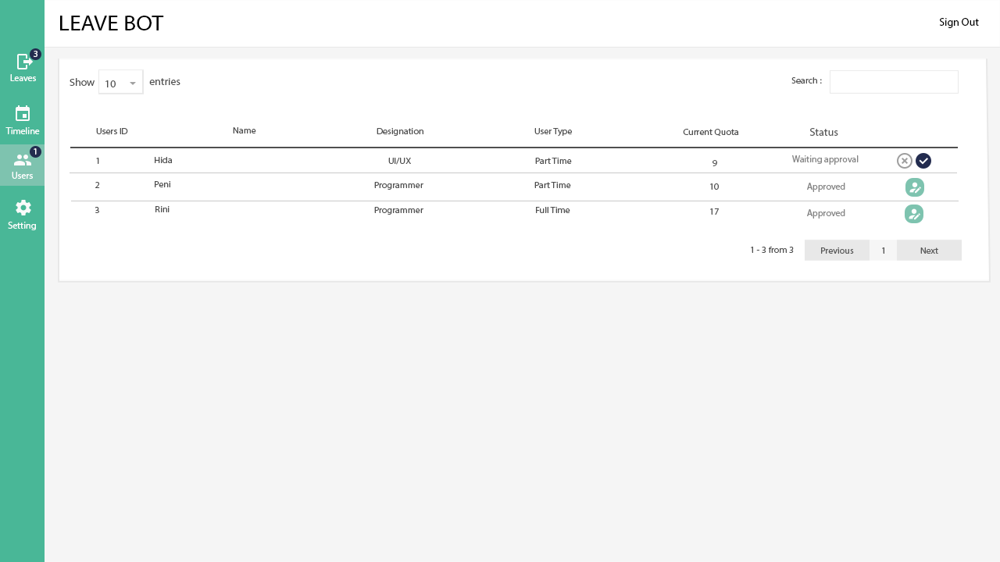 LEAVE BOT
Sign Out
3
Leaves
Timeline
1
Users
Setting
Show 10 entries
Search :
Users ID Name Designation User Type Current Quota Status
1 Hida UI/UX Part Time 9 Waiting approval
2 Peni Programmer Part Time 10 Approved
3 Rini Programmer Full Time 17 Approved
1 - 3 from 3 Previous 1 Next